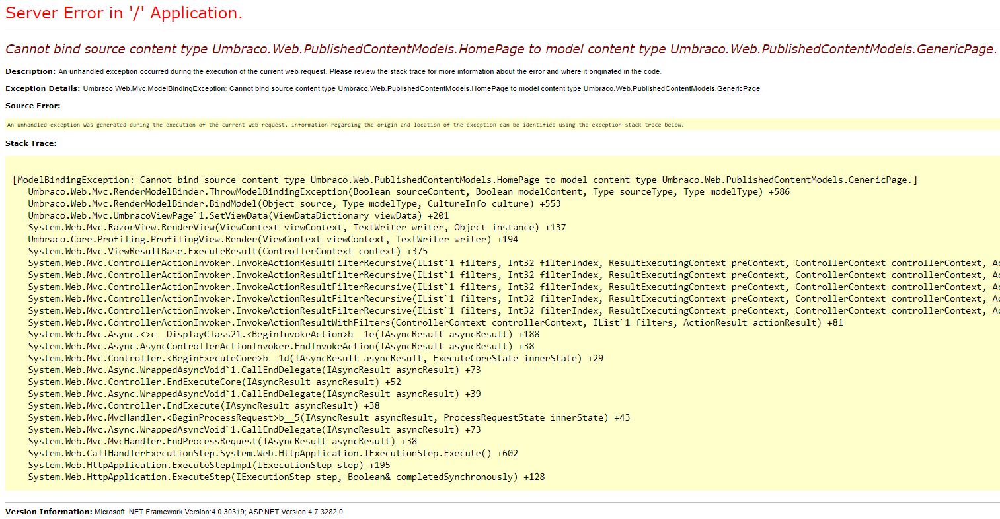 Server Error in '/' Application.
Cannot bind source content type Umbraco.Web.PublishedContentModels.HomePage to model content type Umbraco.Web.PublishedContentModels.GenericPage.
Description: An unhandled exception occurred during the execution of the current web request. Please review the stack trace for more information about the error and where it originated in the code.
Exception Details: Umbraco.Web.Mvc.ModelBindingException: Cannot bind source content type Umbraco.Web.PublishedContentModels.HomePage to model content type Umbraco.Web.PublishedContentModels.GenericPage.
Source Error:
An unhandled exception was generated during the execution of the current web request. Information regarding the origin and location of the exception can be identified using the exception stack trace below.
Stack Trace:
[ModelBindingException: Cannot bind source content type Umbraco.Web.PublishedContentModels.HomePage to model content type Umbraco.Web.PublishedContentModels.GenericPage.]
Umbraco.Web.Mvc.RenderModelBinder.ThrowModelBindingException(Boolean sourceContent, Boolean modelContent, Type sourceType, Type modelType) +586
Umbraco.Web.Mvc.RenderModelBinder.BindModel(Object source, Type modelType, CultureInfo culture) +553
Umbraco.Web.Mvc.UmbracoViewPage`1.SetViewData(ViewDataDictionary viewData) +201
System.Web.Mvc.RazorView.RenderView(ViewContext viewContext, TextWriter writer, Object instance) +137
Umbraco.Core.Profiling.ProfilingView.Render(ViewContext viewContext, TextWriter writer) +194
System.Web.Mvc.ViewResultBase.ExecuteResult(ControllerContext context) +375
System.Web.Mvc.ControllerActionInvoker.InvokeActionResultFilterRecursive(IList`1 filters, Int32 filterIndex, ResultExecutingContext preContext, ControllerContext controllerContext, Ac
System.Web.Mvc.ControllerActionInvoker.InvokeActionResultFilterRecursive(IList`1 filters, Int32 filterIndex, ResultExecutingContext preContext, ControllerContext controllerContext, Ac
System.Web.Mvc.ControllerActionInvoker.InvokeActionResultFilterRecursive(IList`1 filters, Int32 filterIndex, ResultExecutingContext preContext, ControllerContext controllerContext, Ac
System.Web.Mvc.ControllerActionInvoker.InvokeActionResultFilterRecursive(IList`1 filters, Int32 filterIndex, ResultExecutingContext preContext, ControllerContext controllerContext, Ac
System.Web.Mvc.ControllerActionInvoker.InvokeActionResultFilterRecursive(IList`1 filters, Int32 filterIndex, ResultExecutingContext preContext, ControllerContext controllerContext, Ac
System.Web.Mvc.ControllerActionInvoker.InvokeActionResultWithFilters(ControllerContext controllerContext, IList`1 filters, ActionResult actionResult) +81
System.Web.Mvc.Async.<>c__DisplayClass21.<BeginInvokeAction>b__1e(IAsyncResult asyncResult) +188
System.Web.Mvc.Async.AsyncControllerActionInvoker.EndInvokeAction(IAsyncResult asyncResult) +38
System.Web.Mvc.Controller.<BeginExecuteCore>b__1d(IAsyncResult asyncResult, ExecuteCoreState innerState) +29
System.Web.Mvc.Async.WrappedAsyncVoid`1.CallEndDelegate(IAsyncResult asyncResult) +73
System.Web.Mvc.Controller.EndExecuteCore(IAsyncResult asyncResult) +52
System.Web.Mvc.Async.WrappedAsyncVoid`1.CallEndDelegate(IAsyncResult asyncResult) +39
System.Web.Mvc.Controller.EndExecute(IAsyncResult asyncResult) +38
System.Web.Mvc.MvcHandler.<BeginProcessRequest>b__5(IAsyncResult asyncResult, ProcessRequestState innerState) +43
System.Web.Mvc.Async.WrappedAsyncVoid`1.CallEndDelegate(IAsyncResult asyncResult) +73
System.Web.Mvc.MvcHandler.EndProcessRequest(IAsyncResult asyncResult) +38
System.Web.CallHandlerExecutionStep.System.Web.HttpApplication.IExecutionStep.Execute() +602
System.Web.HttpApplication.ExecuteStepImpl(IExecutionStep step) +195
System.Web.HttpApplication.ExecuteStep(IExecutionStep step, Boolean& completedSynchronously) +128
Version Information: Microsoft .NET Framework Version:4.0.30319; ASP.NET Version:4.7.3282.0